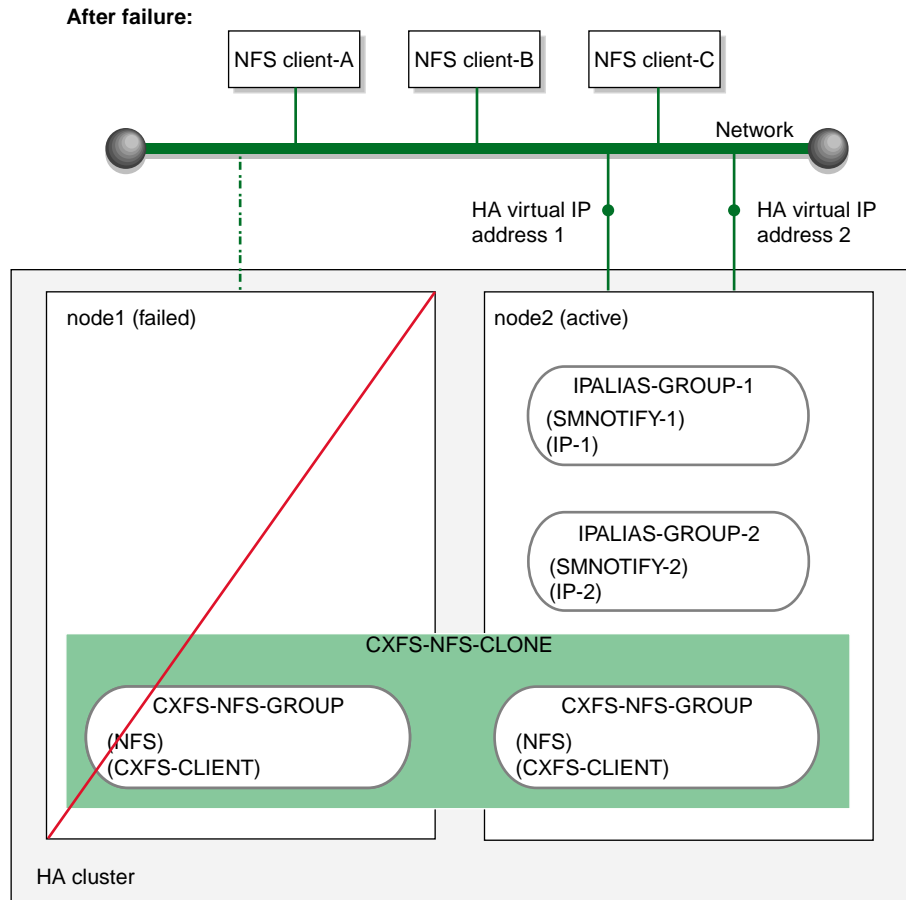 After failure:
NFS client-A
NFS client-B
NFS client-C
Network
HA virtual IP
address 1
HA virtual IP
address 2
node1 (failed)
node2 (active)
IPALIAS-GROUP-1
(SMNOTIFY-1)
(IP-1)
IPALIAS-GROUP-2
(SMNOTIFY-2)
(IP-2)
CXFS-NFS-CLONE
CXFS-NFS-GROUP
(NFS)
(CXFS-CLIENT)
CXFS-NFS-GROUP
(NFS)
(CXFS-CLIENT)
HA cluster